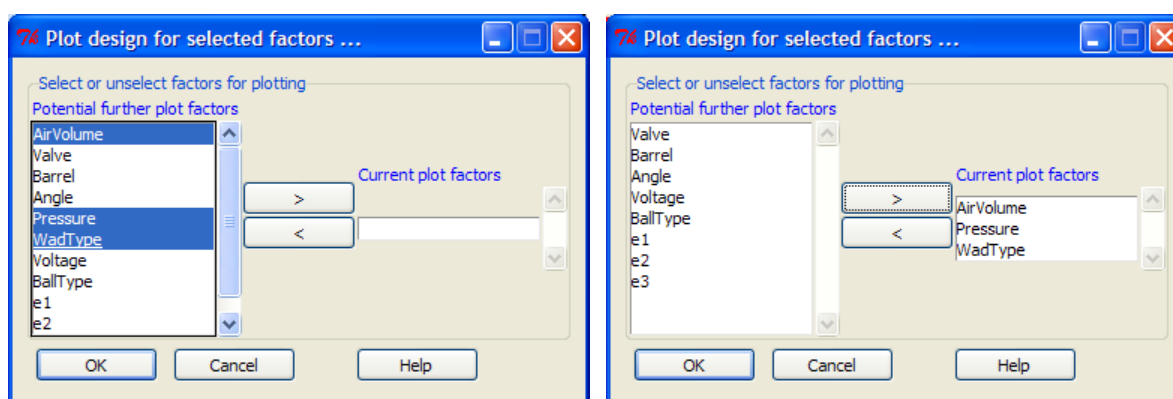 Plot design for selected factors ...
Select or unselect factors for plotting
Potential further plot factors
AirVolume
Valve
Barrel
Angle
Pressure
WadType
Voltage
BallType
e1
e2
>
<
Current plot factors
OK Cancel Help
Plot design for selected factors ...
Select or unselect factors for plotting
Potential further plot factors
Valve
Barrel
Angle
Voltage
BallType
e1
e2
e3
>
<
Current plot factors
AirVolume
Pressure
WadType
OK Cancel Help